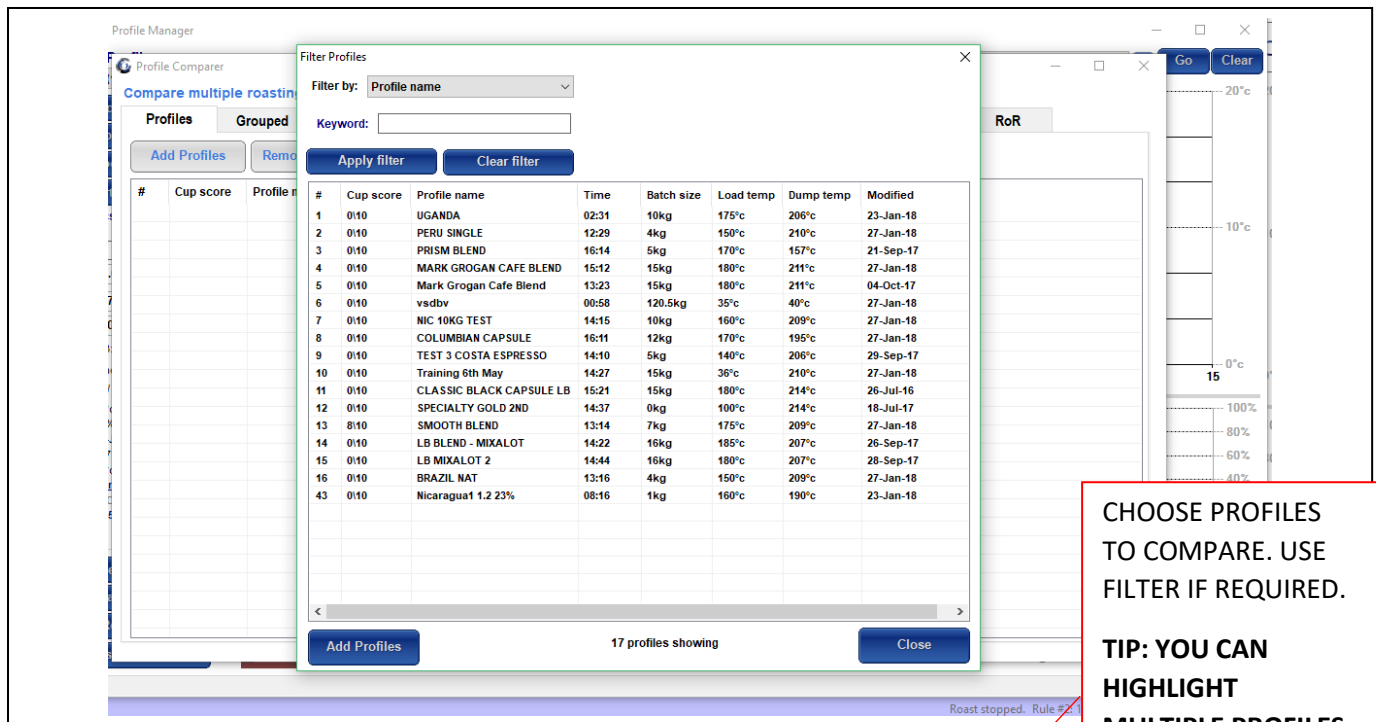 Profile Manager
Go Clear
Profile Comparer
Compare multiple roasting
Profiles Grouped RoR
Add Profiles
# Cup score
Filter Profiles
Filter by: Profile name
Keyword:
Apply filter Clear filter
# Cup score Profile name Time Batch size Load temp Dump temp Modified
1 0\10 UGANDA 02:31 10kg 175°c 206°c 23-Jan-18
2 0\10 PERU SINGLE 12:29 4kg 150°c 210°c 27-Jan-18
3 0\10 PRISM BLEND 16:14 5kg 170°c 157°c 21-Sep-17
4 0\10 MARK GROGAN CAFE BLEND 15:12 15kg 180°c 211°c 27-Jan-18
5 0\10 Mark Grogan Cafe Blend 13:23 15kg 180°c 211°c 04-Oct-17
6 0\10 vsdbv 00:58 120.5kg 35°c 40°c 27-Jan-18
7 0\10 NIC 10KG TEST 14:15 10kg 160°c 209°c 27-Jan-18
8 0\10 COLUMBIAN CAPSULE 16:11 12kg 170°c 195°c 27-Jan-18
9 0\10 TEST 3 COSTA ESPRESSO 14:10 5kg 140°c 206°c 29-Sep-17
10 0\10 Training 6th May 14:27 15kg 36°c 210°c 27-Jan-18
11 0\10 CLASSIC BLACK CAPSULE LB 15:21 15kg 180°c 214°c 26-Jul-16
12 0\10 SPECIALTY GOLD 2ND 14:37 0kg 100°c 214°c 18-Jul-17
13 8\10 SMOOTH BLEND 13:14 7kg 175°c 209°c 27-Jan-18
14 0\10 LB BLEND - MIXALOT 14:22 16kg 185°c 207°c 26-Sep-17
15 0\10 LB MIXALOT 2 14:44 16kg 180°c 207°c 28-Sep-17
16 0\10 BRAZIL NAT 13:16 4kg 150°c 209°c 27-Jan-18
43 0\10 Nicaragua1 1.2 23% 08:16 1kg 160°c 190°c 23-Jan-18
Add Profiles 17 profiles showing Close
20°c
10°c
0°c
15
100%
80%
60%
40%
Roast stopped. Rule #2:
CHOOSE PROFILES
TO COMPARE. USE
FILTER IF REQUIRED.
TIP: YOU CAN
HIGHLIGHT
MULTIPLE PROFILES